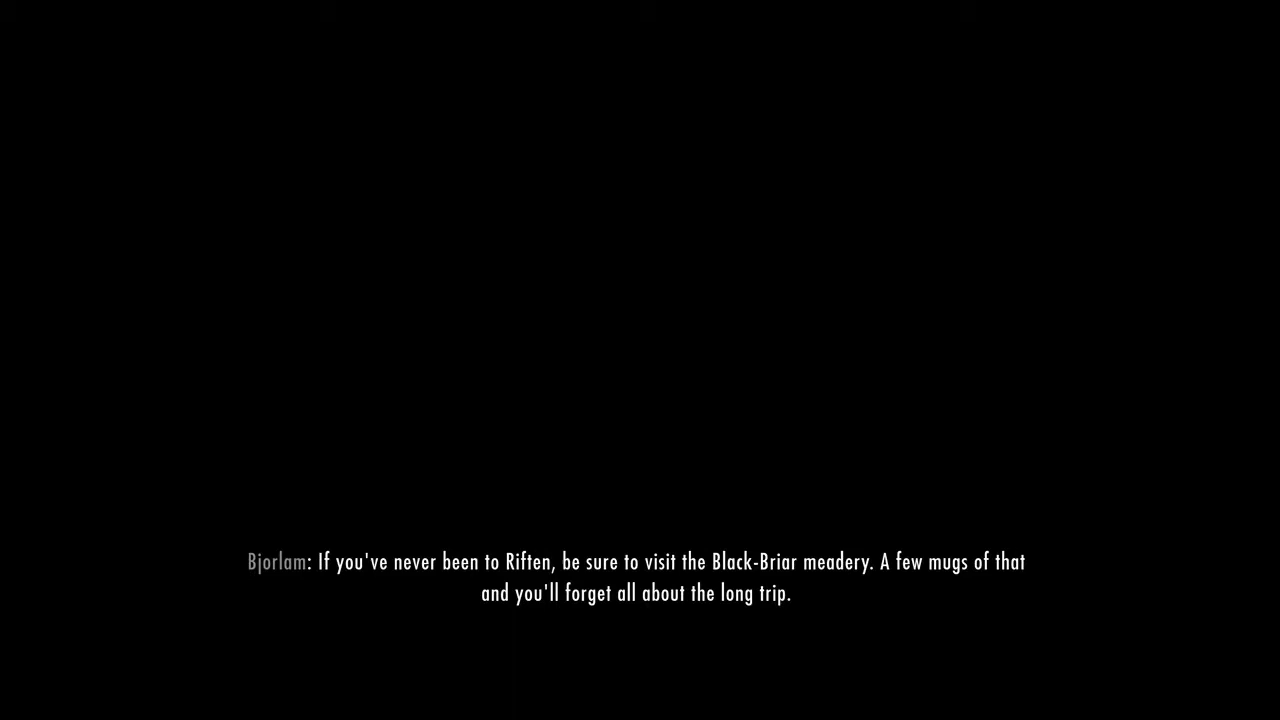 Bjorlam: If you've never been to Riften, be sure to visit the Black-Briar meadery. A few mugs of that
and you'll forget all about the long trip.